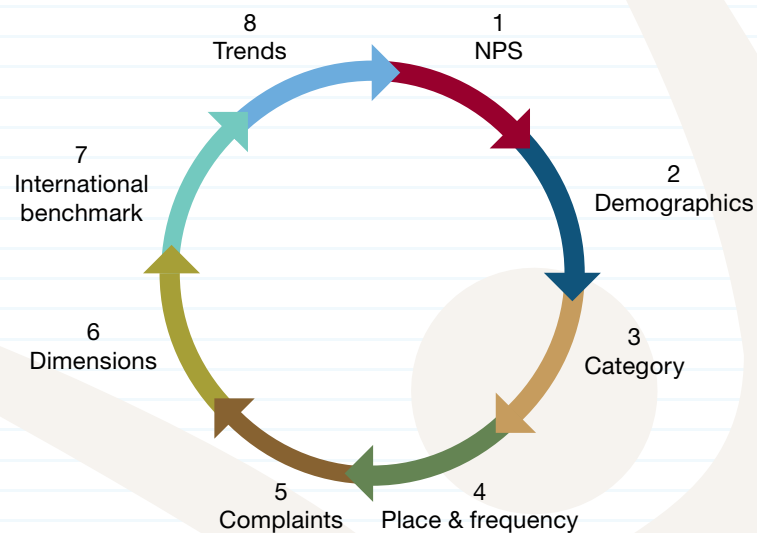 1
NPS
2
Demographics
3
Category
4
Place & frequency
5
Complaints
6
Dimensions
7
International
benchmark
8
Trends